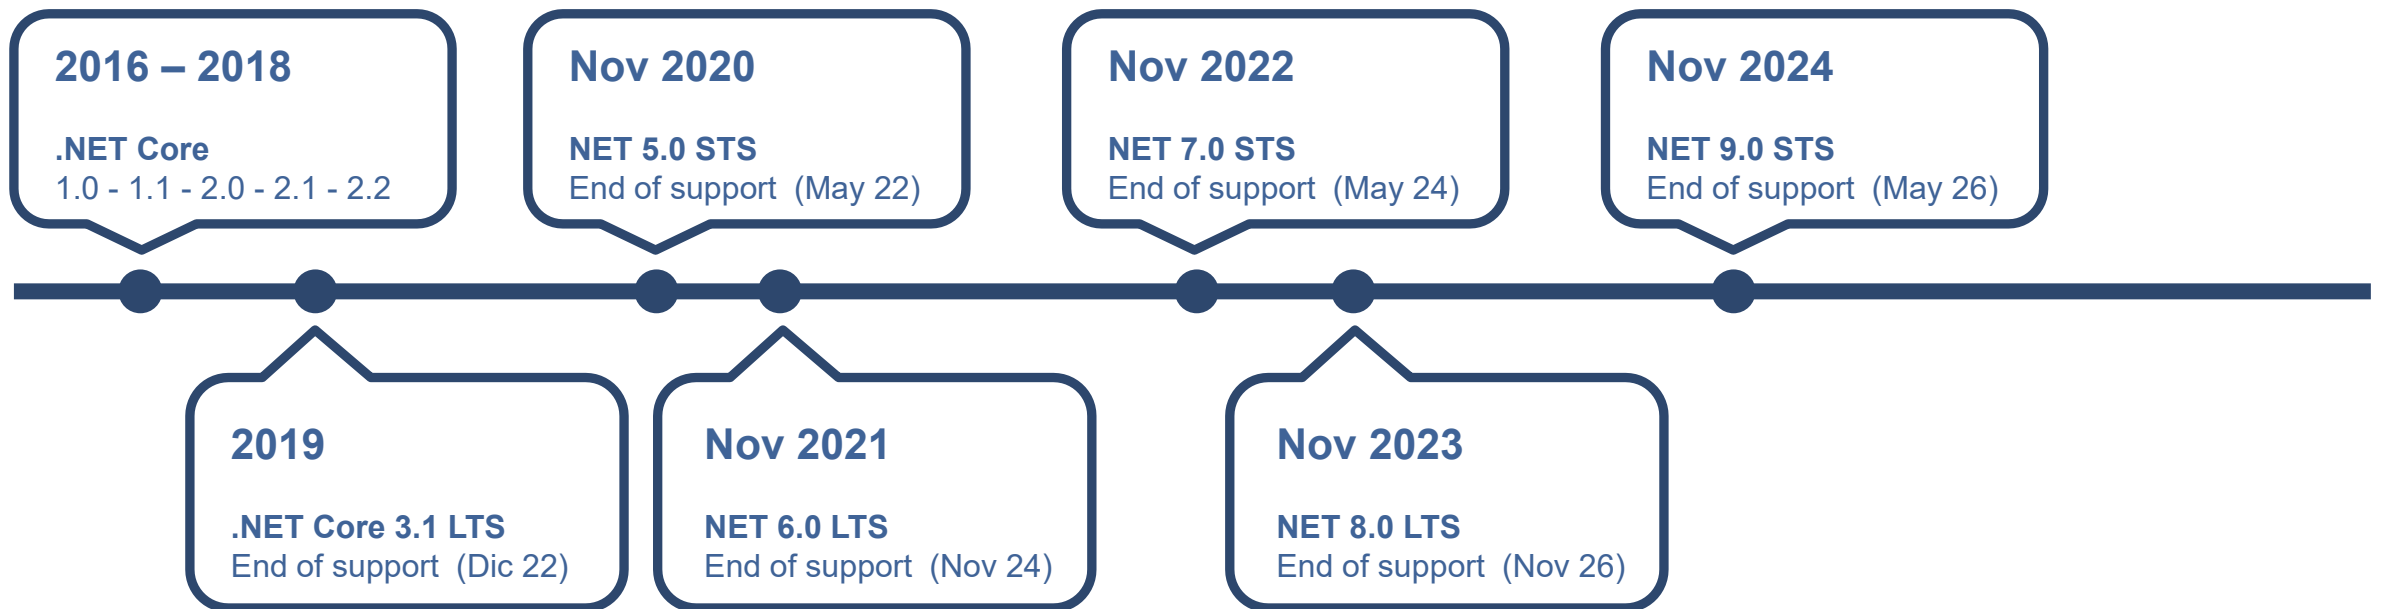 2016 – 2018
.NET Core
1.0 - 1.1 - 2.0 - 2.1 - 2.2
Nov 2020
NET 5.0 STS
End of support  (May 22)
Nov 2022
NET 7.0 STS
End of support  (May 24)
Nov 2024
NET 9.0 STS
End of support  (May 26)
2019
.NET Core 3.1 LTS
End of support  (Dic 22)
Nov 2021
NET 6.0 LTS
End of support  (Nov 24)
Nov 2023
NET 8.0 LTS
End of support  (Nov 26)